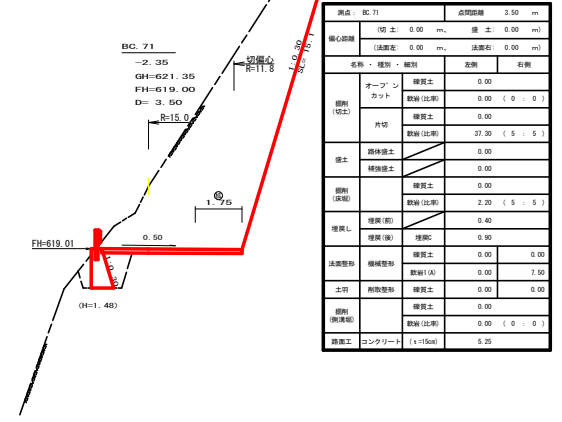 BC. 71
-2.35
GH=621.35
FH=619.00
D= 3.50
切偏心
R=11.8
1:0.30
SL= 15.1
R=15.0
1.75
0.50
FH=619.01
1:0.30
(H=1.48)
測点: BC. 71 点間距離 3.50 m
偏心距離 (切 土: 0.00 m、 盛 土: 0.00 m)
(法面左: 0.00 m、 法面右: 0.00 m)
名称 ・ 種別 ・ 細別 左側 右側
掘削(切土) オープンカット 礫質土 0.00
軟岩(比率) 0.00 ( 0 : 0 )
片切 礫質土 0.00
軟岩(比率) 37.30 ( 5 : 5 )
盛土 路体盛土 0.00
補強盛土 0.00
掘削(床堀) 礫質土 0.00
軟岩(比率) 2.20 ( 5 : 5 )
埋戻し 埋戻(前) 0.40
埋戻(後) 埋戻C 0.90
法面整形 機械整形 礫質土 0.00 0.00
軟岩Ⅰ(A) 0.00 7.50
土羽 削取整形 礫質土 0.00 0.00
掘削(側溝堀) 礫質土 0.00
軟岩(比率) 0.00 ( 0 : 0 )
路面工 コンクリート (t=15cm) 5.25